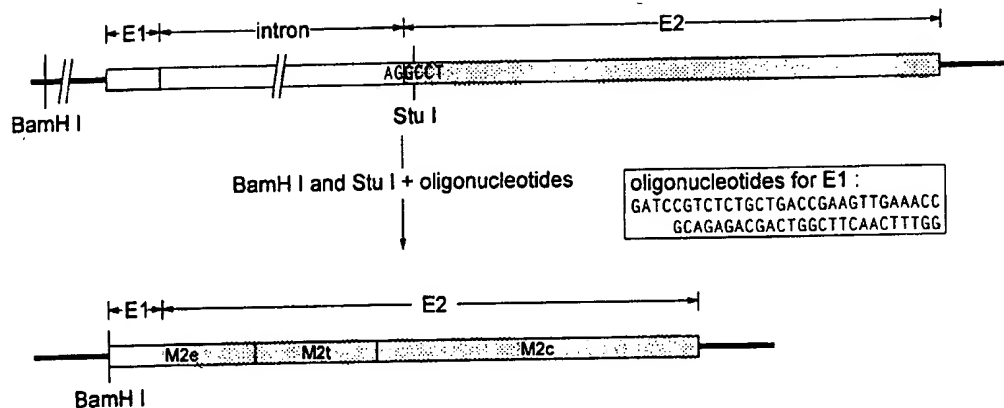 E1 intron E2
AGGCCT
BamH I Stu I
BamH I and Stu I + oligonucleotides
oligonucleotides for E1 :
GATCCGTCTCTGCTGACCGAAGTTGAAACC
GCAGAGACGACTGGCTTCAACTTTGG
E1 E2
M2e M2t M2c
BamH I